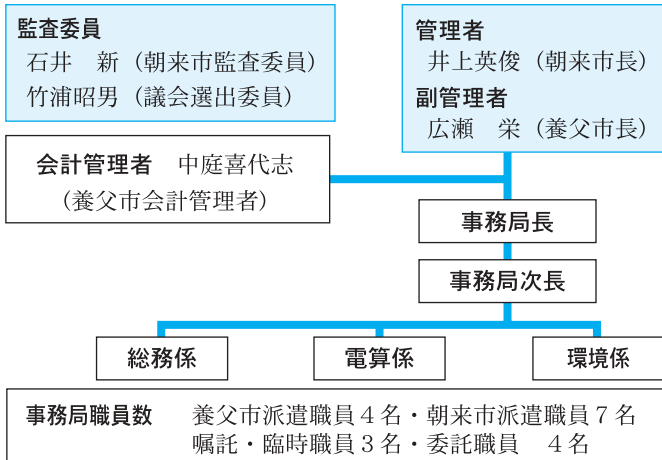 監査委員
石井　新（朝来市監査委員）
竹浦昭男（議会選出委員）
管理者
井上英俊（朝来市長）
副管理者
広瀬　栄（養父市長）
会計管理者　中庭喜代志
（養父市会計管理者）
事務局長
事務局次長
総務係
電算係
環境係
事務局職員数　養父市派遣職員４名・朝来市派遣職員７名
嘱託・臨時職員３名・委託職員　４名